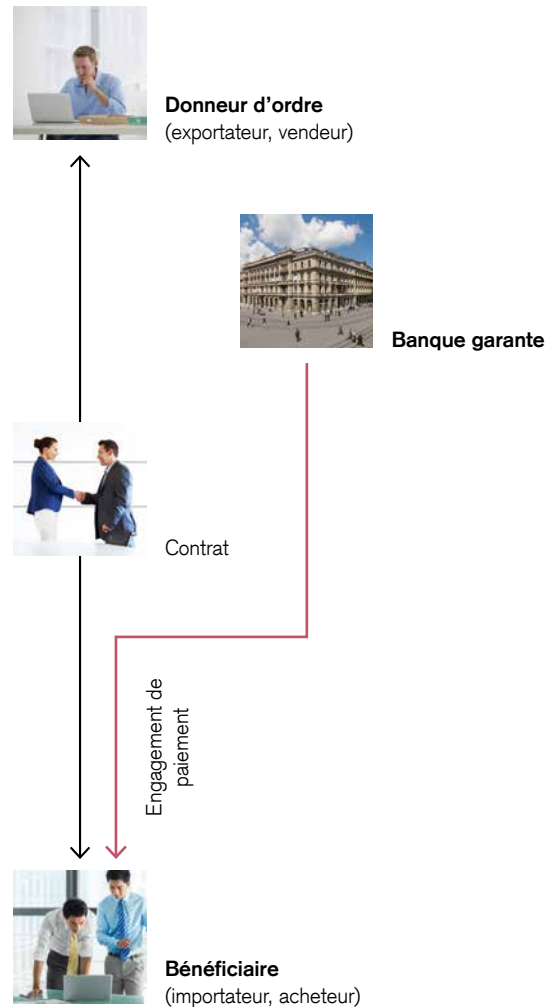 Donneur d’ordre
(exportateur, vendeur)
Banque garante
Contrat
Engagement de
paiement
Bénéficiaire
(importateur, acheteur)